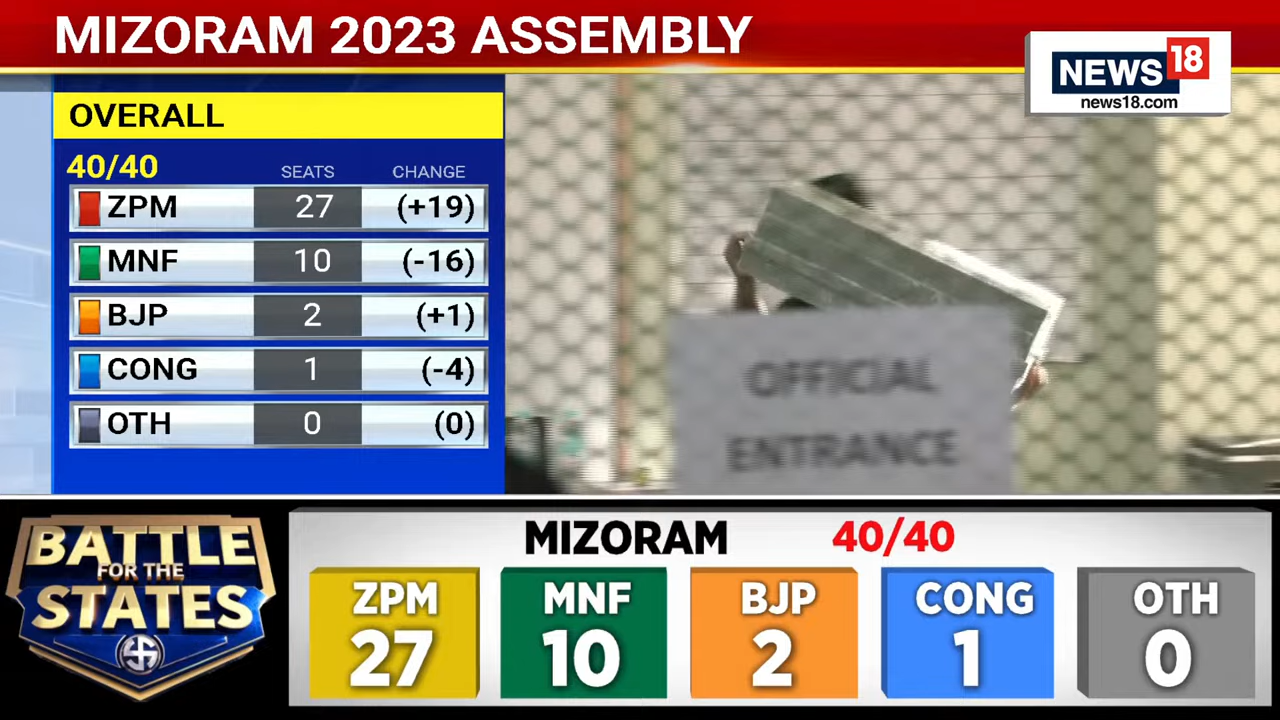 MIZORAM 2023 ASSEMBLY
NEWS 18
news18.com
OVERALL
40/40 SEATS CHANGE
ZPM 27 (+19)
MNF 10 (-16)
BJP 2 (+1)
CONG 1 (-4)
OTH 0 (0)
OFFICIAL
ENTRANCE
BATTLE
FOR THE
STATES
MIZORAM 40/40
ZPM MNF BJP CONG OTH
27 10 2 1 0